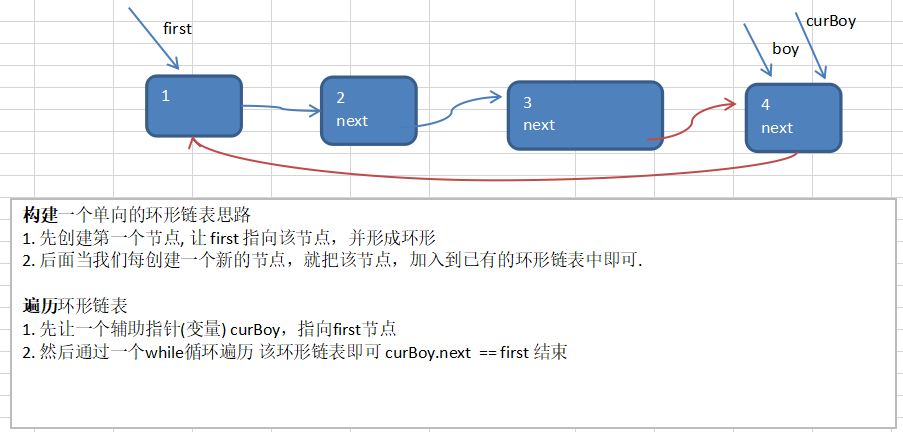 first
curBoy
boy
1
2
next
3
next
4
next
构建一个单向的环形链表思路
1. 先创建第一个节点, 让 first 指向该节点，并形成环形
2. 后面当我们每创建一个新的节点，就把该节点，加入到已有的环形链表中即可.
遍历环形链表
1. 先让一个辅助指针(变量) curBoy，指向first节点
2. 然后通过一个while循环遍历 该环形链表即可 curBoy.next == first 结束